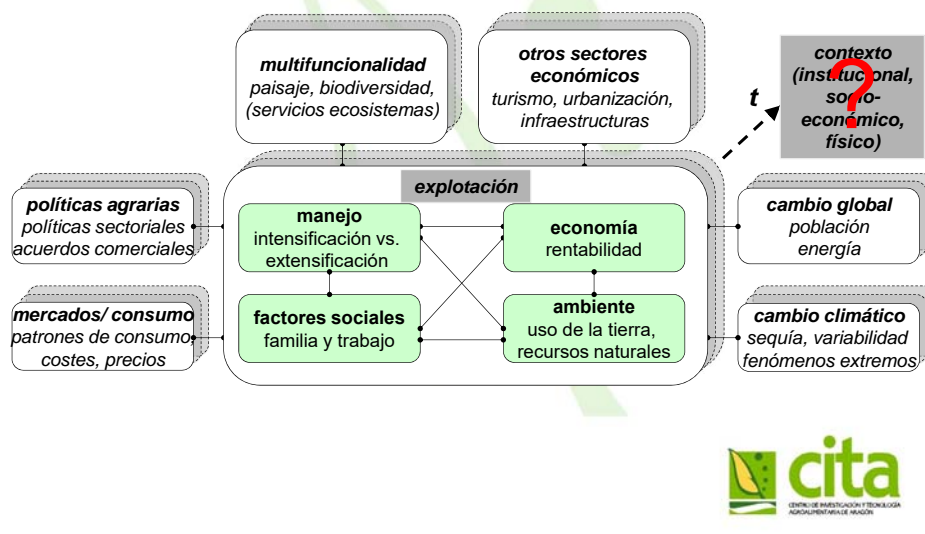 multifuncionalidad
paisaje, biodiversidad,
(servicios ecosistemas)
otros sectores
económicos
turismo, urbanización,
infraestructuras
t
contexto
(institucional,
socio-
económico,
físico)
?
explotación
políticas agrarias
políticas sectoriales
acuerdos comerciales
manejo
intensificación vs.
extensificación
economía
rentabilidad
cambio global
población
energía
mercados/ consumo
patrones de consumo,
costes, precios
factores sociales
familia y trabajo
ambiente
uso de la tierra,
recursos naturales
cambio climático
sequía, variabilidad
fenómenos extremos
cita
CENTRO DE INVESTIGACIÓN Y TECNOLOGÍA
AGROALIMENTARIA DE ARAGÓN